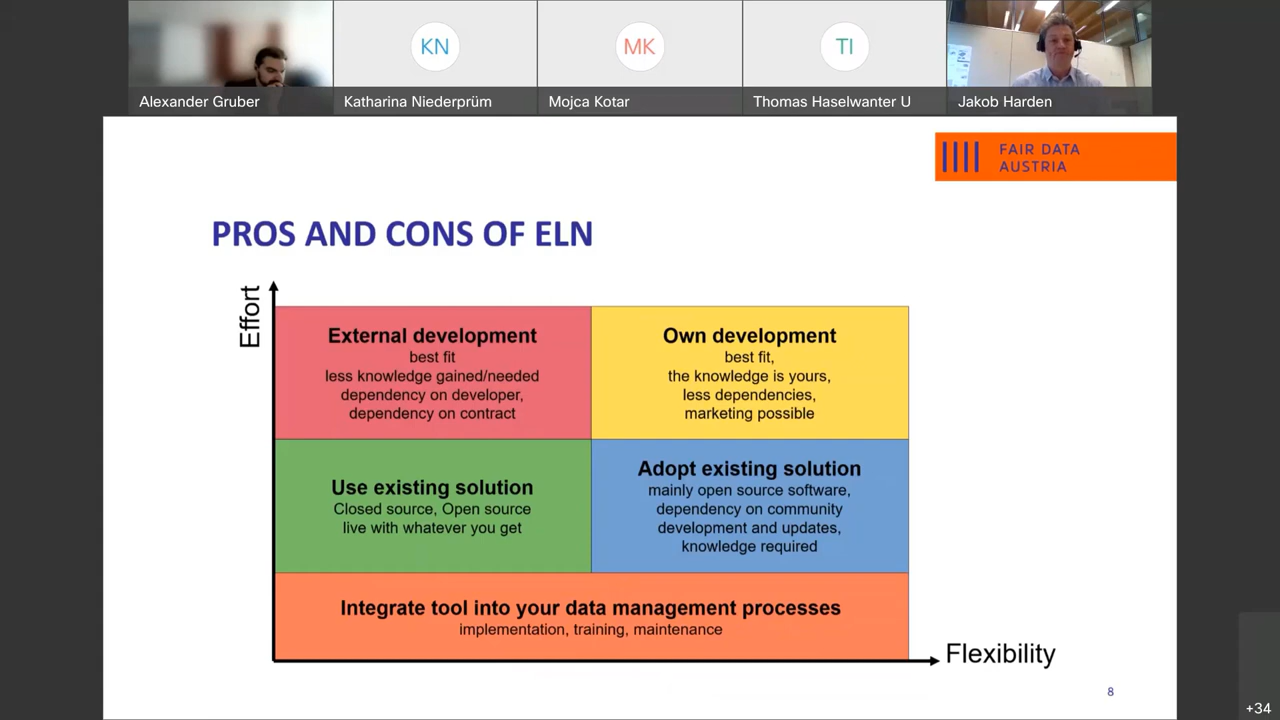 KN
MK
TI
Alexander Gruber
Katharina Niederprüm
Mojca Kotar
Thomas Haselwanter U
Jakob Harden
FAIR DATA
AUSTRIA
PROS AND CONS OF ELN
Effort
External development
best fit
less knowledge gained/needed
dependency on developer,
dependency on contract
Own development
best fit,
the knowledge is yours,
less dependencies,
marketing possible
Use existing solution
Closed source, Open source
live with whatever you get
Adopt existing solution
mainly open source software,
dependency on community
development and updates,
knowledge required
Integrate tool into your data management processes
implementation, training, maintenance
Flexibility
8
+34